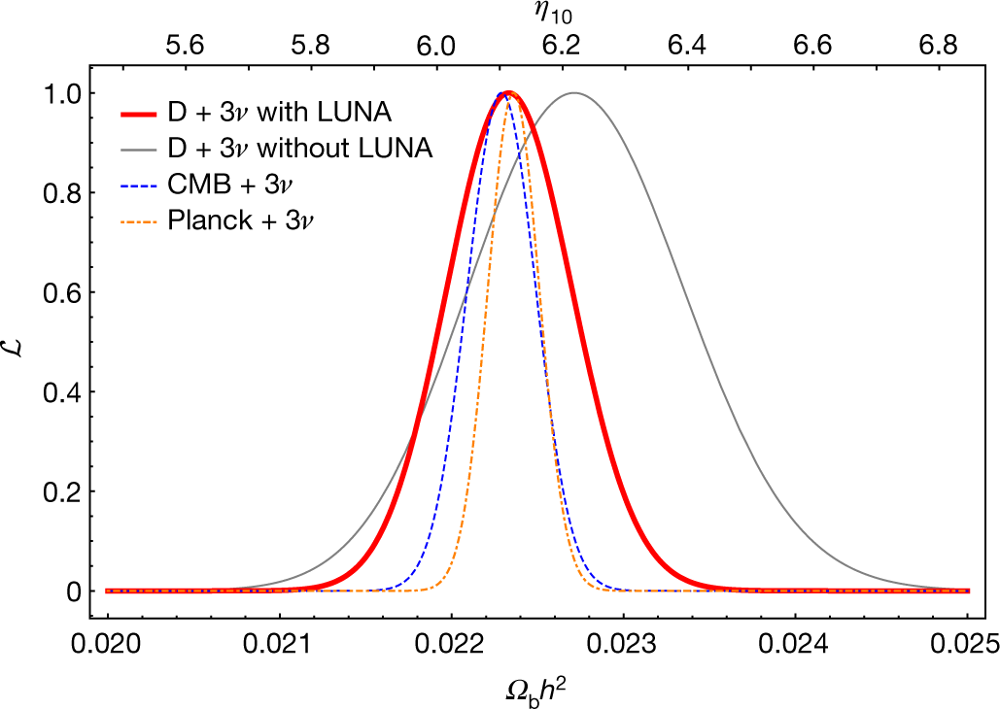 η10
5.6 5.8 6.0 6.2 6.4 6.6 6.8
1.0
D + 3ν with LUNA
D + 3ν without LUNA
CMB + 3ν
Planck + 3ν
0.8
0.6
ℒ
0.4
0.2
0
0.020 0.021 0.022 0.023 0.024 0.025
Ωbh²